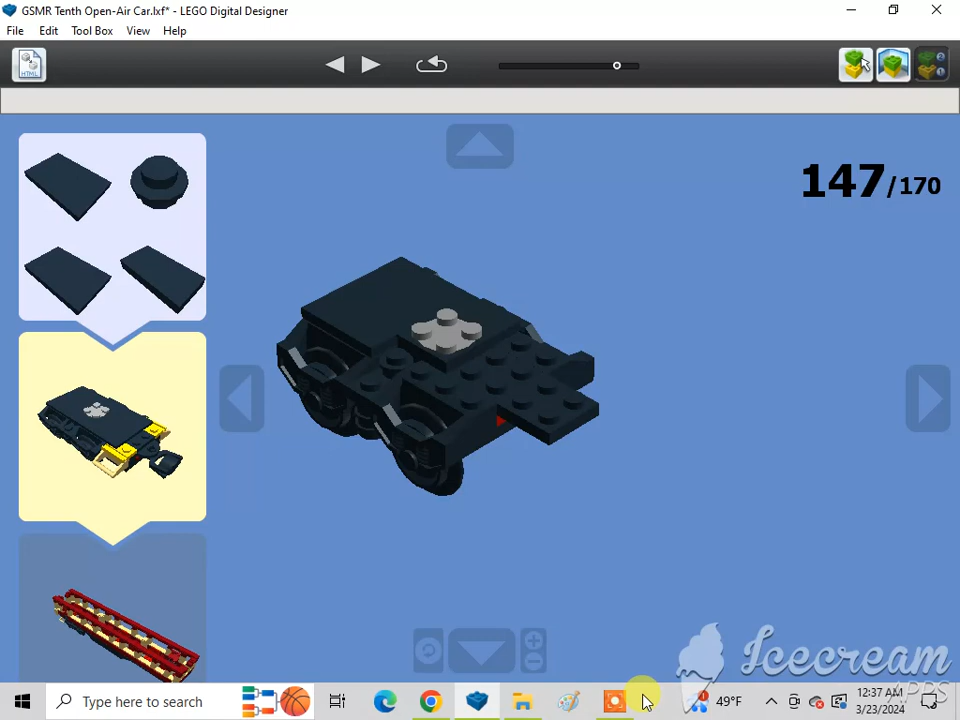 GSMR Tenth Open-Air Car.lxf* - LEGO Digital Designer
File Edit Tool Box View Help
HTML
147/170
Icecream
APPS
Type here to search
49°F
12:37 AM
3/23/2024